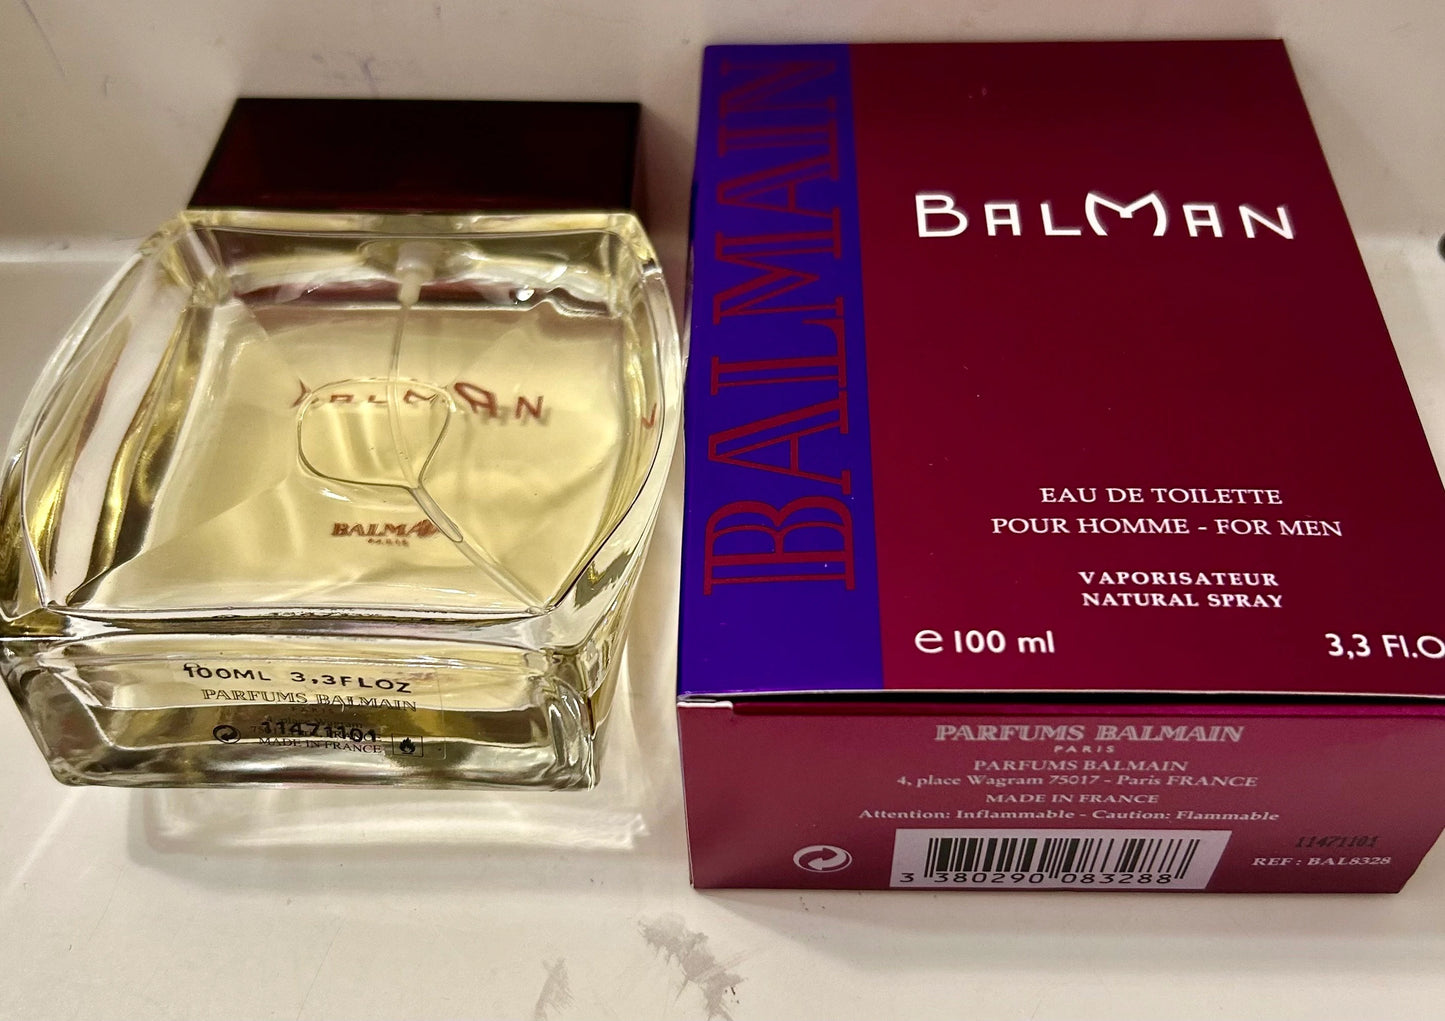 BALMAN
BALMA
PARIS
100ML 3,3FLOZ
PARFUMS BALMAIN
PARIS
11471101
MADE IN FRANCE
BALMAIN
BALMAN
EAU DE TOILETTE
POUR HOMME - FOR MEN
VAPORISATEUR
NATURAL SPRAY
e 100 ml
3,3 Fl.O
PARFUMS BALMAIN
PARIS
PARFUMS BALMAIN
4, place Wagram 75017 - Paris FRANCE
MADE IN FRANCE
Attention: Inflammable - Caution: Flammable
3 380290 083288
11471101
REF : BAL8328